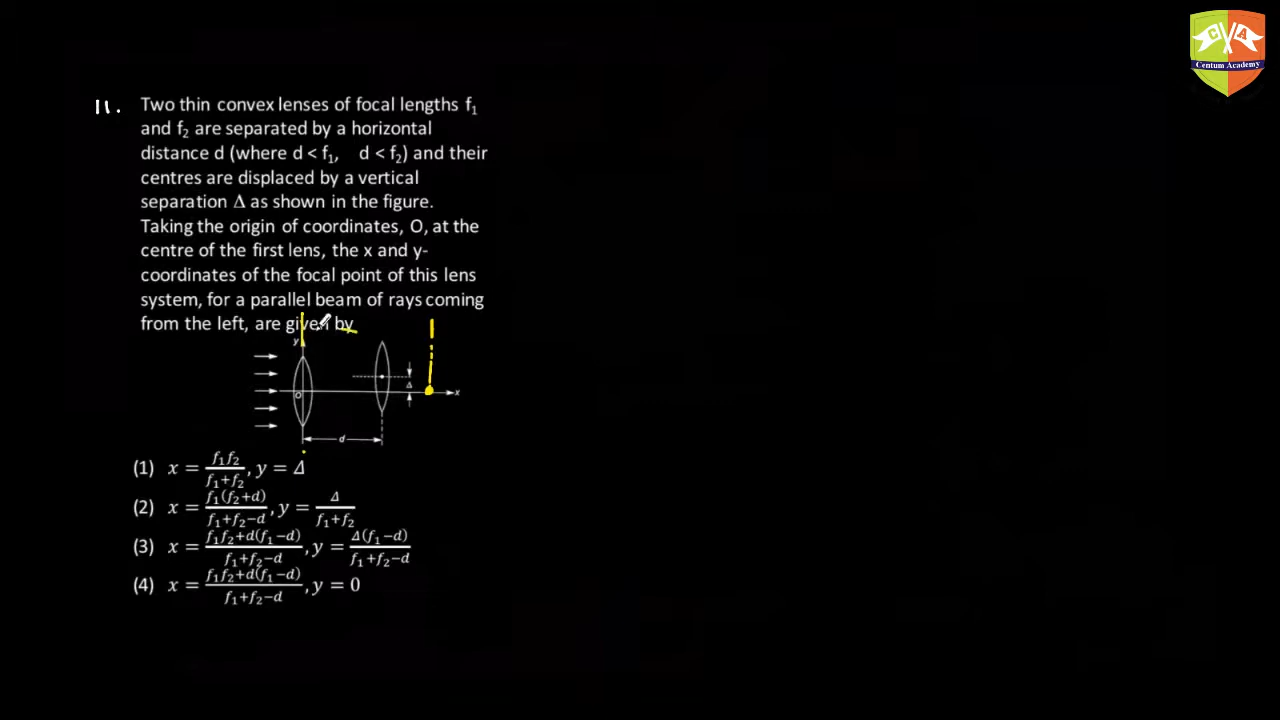 Centum Academy
11. Two thin convex lenses of focal lengths f₁
and f₂ are separated by a horizontal
distance d (where d < f₁, d < f₂) and their
centres are displaced by a vertical
separation Δ as shown in the figure.
Taking the origin of coordinates, O, at the
centre of the first lens, the x and y-
coordinates of the focal point of this lens
system, for a parallel beam of rays coming
from the left, are given by
y
O
Δ
x
d
(1) x = f₁f₂/(f₁+f₂), y = Δ
(2) x = f₁(f₂+d)/(f₁+f₂−d), y = Δ/(f₁+f₂)
(3) x = (f₁f₂+d(f₁−d))/(f₁+f₂−d), y = Δ(f₁−d)/(f₁+f₂−d)
(4) x = (f₁f₂+d(f₁−d))/(f₁+f₂−d), y = 0